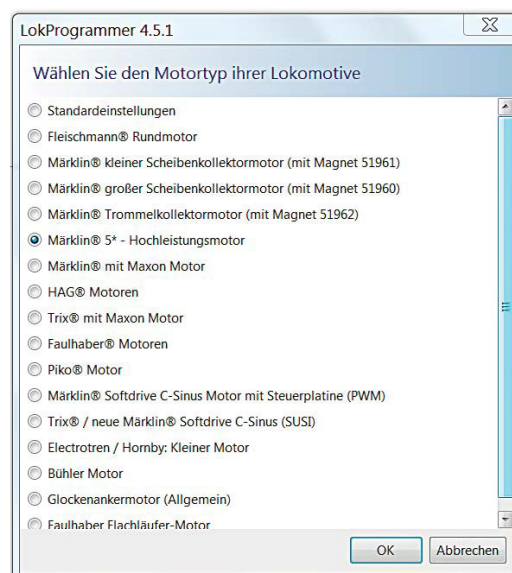 LokProgrammer 4.5.1
Wählen Sie den Motortyp ihrer Lokomotive
Standardeinstellungen
Fleischmann® Rundmotor
Märklin® kleiner Scheibenkollektormotor (mit Magnet 51961)
Märklin® großer Scheibenkollektormotor (mit Magnet 51960)
Märklin® Trommelkollektormotor (mit Magnet 51962)
Märklin® 5* - Hochleistungsmotor
Märklin® mit Maxon Motor
HAG® Motoren
Trix® mit Maxon Motor
Faulhaber® Motoren
Piko® Motor
Märklin® Softdrive C-Sinus Motor mit Steuerplatine (PWM)
Trix® / neue Märklin® Softdrive C-Sinus (SUSI)
Electrotren / Hornby: Kleiner Motor
Bühler Motor
Glockenankermotor (Allgemein)
Faulhaber Flachläufer-Motor
OK Abbrechen